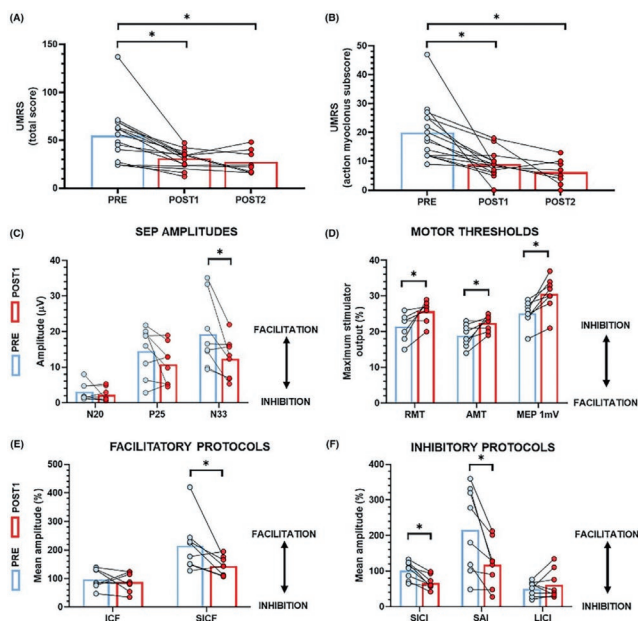 (A)
*
*
UMRS
(total score)
150
100
50
0
PRE POST1 POST2
(B)
*
*
UMRS
(action myoclonus subscore)
50
40
30
20
10
0
PRE POST1 POST2
(C) SEP AMPLITUDES
POST1
PRE
Amplitude (µV)
40
30
20
10
0
*
N20 P25 N33
FACILITATION
INHIBITION
(D) MOTOR THRESHOLDS
Maximum stimulator
output (%)
40
30
20
10
0
* * *
RMT AMT MEP 1mV
INHIBITION
FACILITATION
(E) FACILITATORY PROTOCOLS
POST1
PRE
Mean amplitude (%)
500
400
300
200
100
0
*
ICF SICF
FACILITATION
INHIBITION
(F) INHIBITORY PROTOCOLS
Mean amplitude (%)
400
300
200
100
0
* *
SICI SAI LICI
FACILITATION
INHIBITION